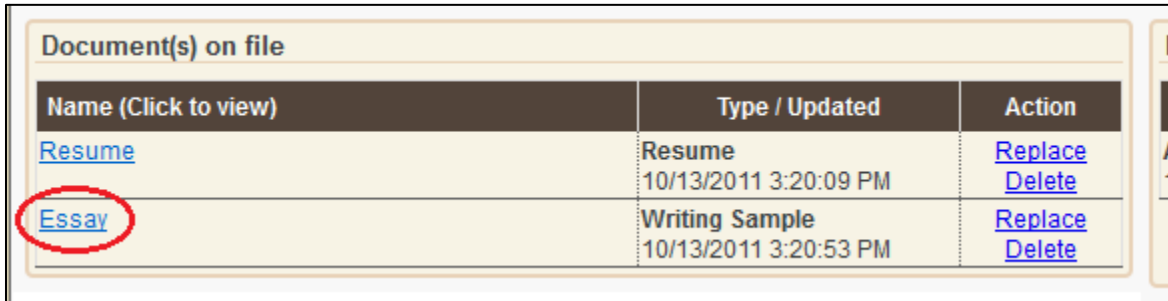 Document(s) on file
Name (Click to view) Type / Updated Action
Resume Resume Replace
10/13/2011 3:20:09 PM Delete
Essay Writing Sample Replace
10/13/2011 3:20:53 PM Delete